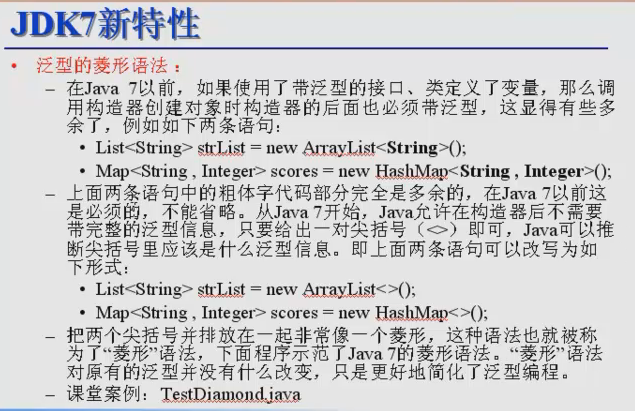 JDK7新特性
• 泛型的菱形语法：
– 在Java 7以前，如果使用了带泛型的接口、类定义了变量，那么调
用构造器创建对象时构造器的后面也必须带泛型，这显得有些多
余了，例如如下两条语句：
• List<String> strList = new ArrayList<String>();
• Map<String , Integer> scores = new HashMap<String , Integer>();
– 上面两条语句中的粗体字代码部分完全是多余的，在Java 7以前这
是必须的，不能省略。从Java 7开始，Java允许在构造器后不需要
带完整的泛型信息，只要给出一对尖括号（<>）即可，Java可以推
断尖括号里应该是什么泛型信息。即上面两条语句可以改写为如
下形式：
• List<String> strList = new ArrayList<>();
• Map<String , Integer> scores = new HashMap<>();
– 把两个尖括号并排放在一起非常像一个菱形，这种语法也就被称
为了“菱形”语法，下面程序示范了Java 7的菱形语法。“菱形”语法
对原有的泛型并没有什么改变，只是更好地简化了泛型编程。
– 课堂案例：TestDiamond.java